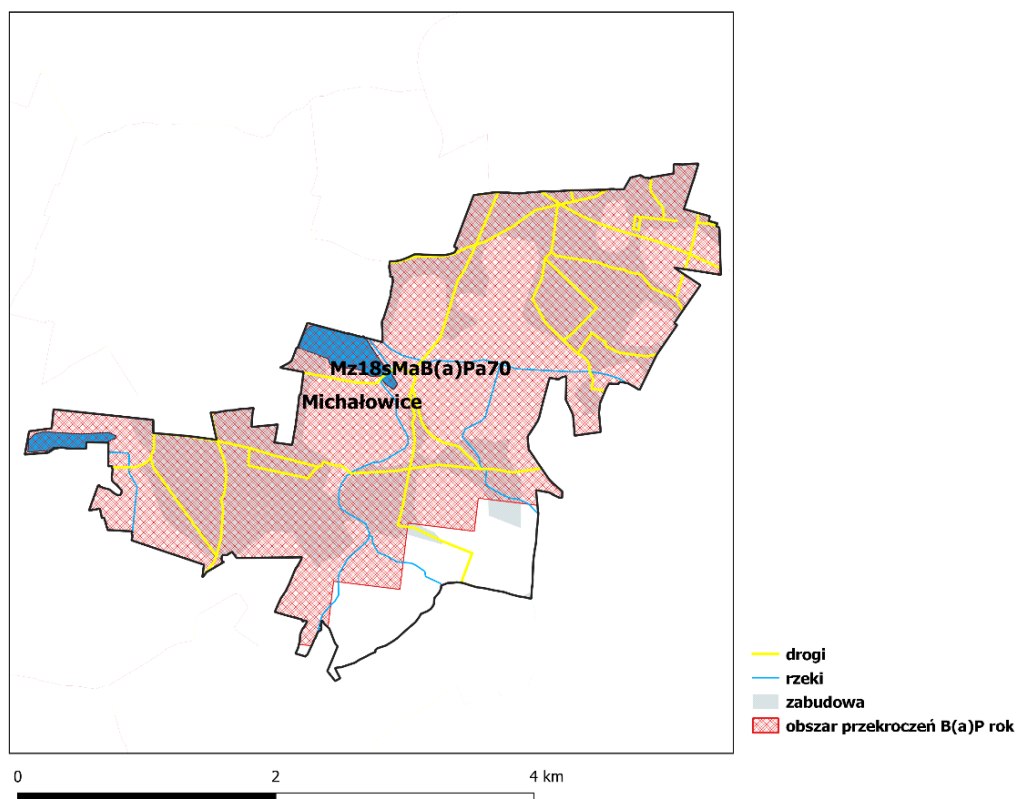 Mz18sMaB(a)Pa70
Michałowice
drogi
rzeki
zabudowa
obszar przekroczeń B(a)P rok
0 2 4 km